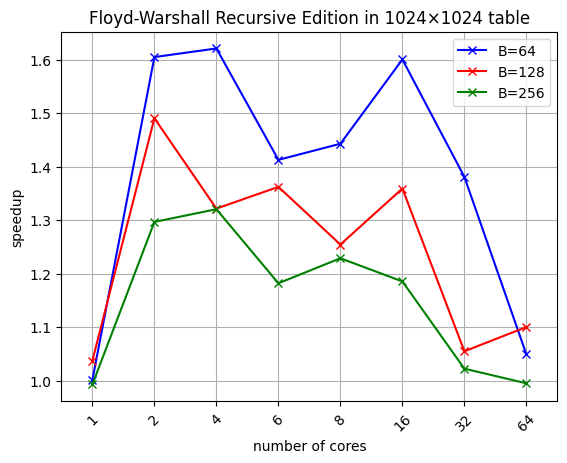 Floyd-Warshall Recursive Edition in 1024×1024 table
B=64
B=128
B=256
speedup
1.6
1.5
1.4
1.3
1.2
1.1
1.0
1
2
4
6
8
16
32
64
number of cores